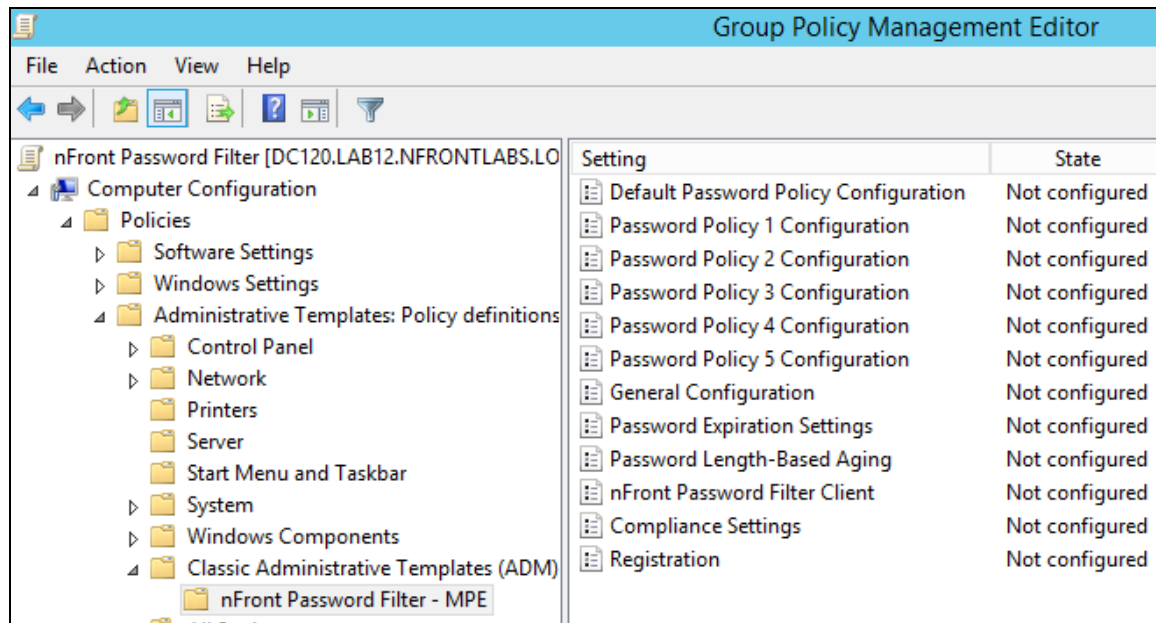 Group Policy Management Editor
File Action View Help
nFront Password Filter [DC120.LAB12.NFRONTLABS.LO
Computer Configuration
Policies
Software Settings
Windows Settings
Administrative Templates: Policy definitions
Control Panel
Network
Printers
Server
Start Menu and Taskbar
System
Windows Components
Classic Administrative Templates (ADM)
nFront Password Filter - MPE
Setting State
Default Password Policy Configuration Not configured
Password Policy 1 Configuration Not configured
Password Policy 2 Configuration Not configured
Password Policy 3 Configuration Not configured
Password Policy 4 Configuration Not configured
Password Policy 5 Configuration Not configured
General Configuration Not configured
Password Expiration Settings Not configured
Password Length-Based Aging Not configured
nFront Password Filter Client Not configured
Compliance Settings Not configured
Registration Not configured